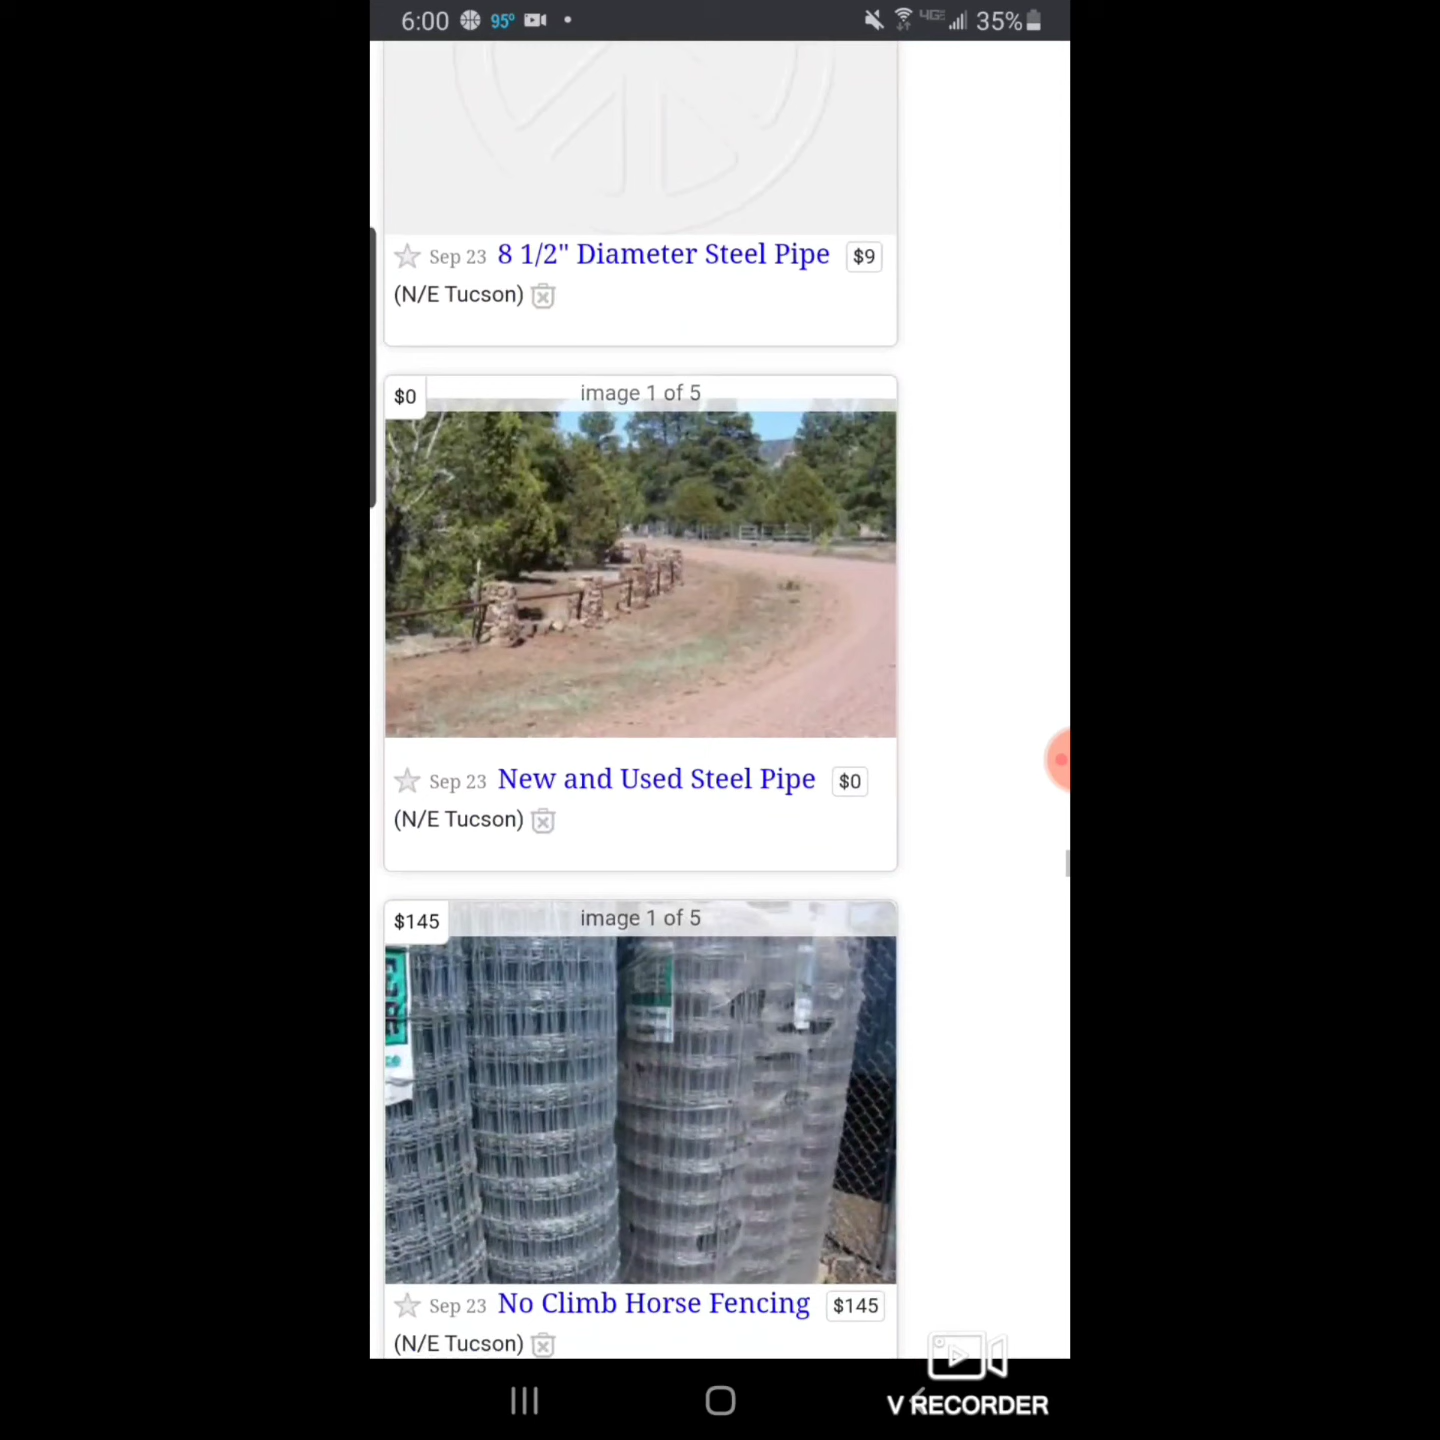 6:00 95° 4GE 35%
Sep 23 8 1/2" Diameter Steel Pipe $9
(N/E Tucson)
$0 image 1 of 5
Sep 23 New and Used Steel Pipe $0
(N/E Tucson)
$145 image 1 of 5
Sep 23 No Climb Horse Fencing $145
(N/E Tucson)
V RECORDER